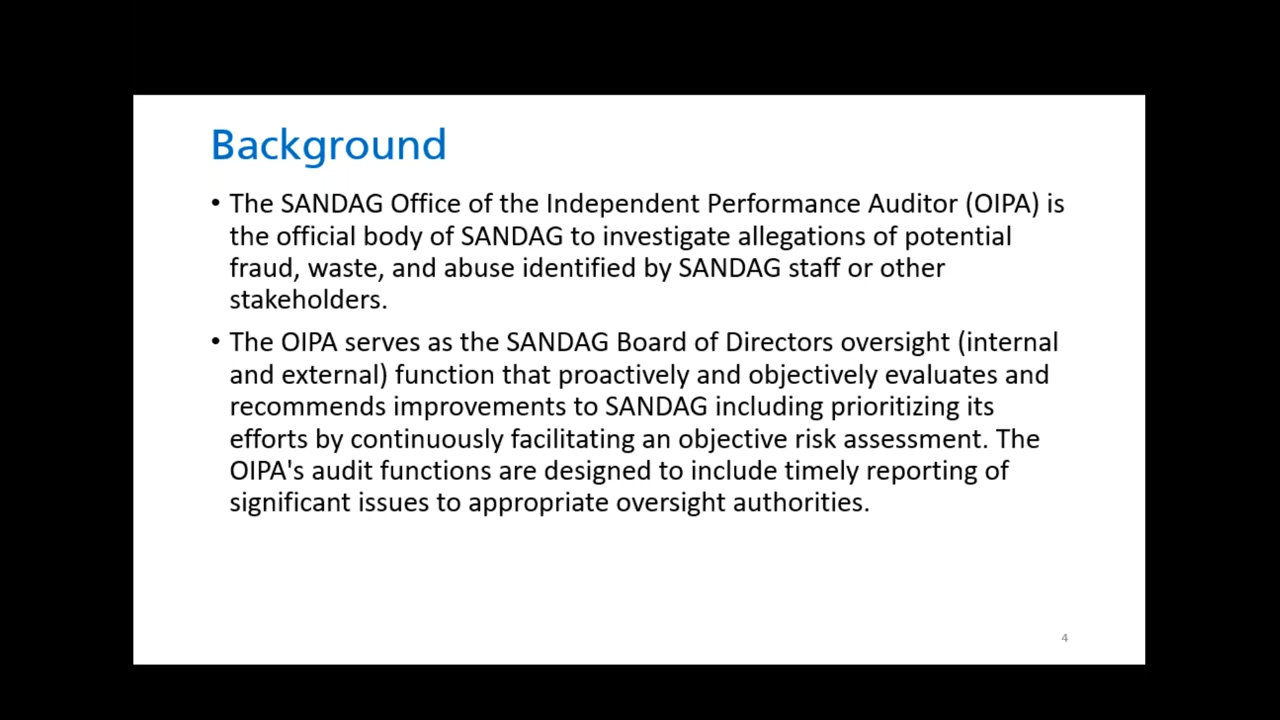 Background
• The SANDAG Office of the Independent Performance Auditor (OIPA) is
the official body of SANDAG to investigate allegations of potential
fraud, waste, and abuse identified by SANDAG staff or other
stakeholders.
• The OIPA serves as the SANDAG Board of Directors oversight (internal
and external) function that proactively and objectively evaluates and
recommends improvements to SANDAG including prioritizing its
efforts by continuously facilitating an objective risk assessment. The
OIPA's audit functions are designed to include timely reporting of
significant issues to appropriate oversight authorities.
4